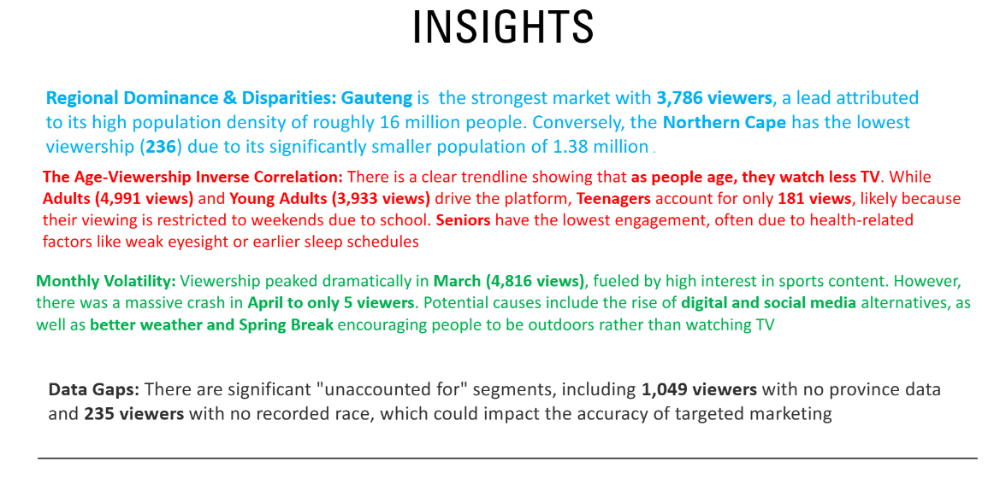 INSIGHTS
Regional Dominance & Disparities: Gauteng is  the strongest market with 3,786 viewers, a lead attributed
to its high population density of roughly 16 million people. Conversely, the Northern Cape has the lowest
viewership (236) due to its significantly smaller population of 1.38 million .
The Age-Viewership Inverse Correlation: There is a clear trendline showing that as people age, they watch less TV. While
Adults (4,991 views) and Young Adults (3,933 views) drive the platform, Teenagers account for only 181 views, likely because
their viewing is restricted to weekends due to school. Seniors have the lowest engagement, often due to health-related
factors like weak eyesight or earlier sleep schedules
Monthly Volatility: Viewership peaked dramatically in March (4,816 views), fueled by high interest in sports content. However,
there was a massive crash in April to only 5 viewers. Potential causes include the rise of digital and social media alternatives, as
well as better weather and Spring Break encouraging people to be outdoors rather than watching TV
Data Gaps: There are significant "unaccounted for" segments, including 1,049 viewers with no province data
and 235 viewers with no recorded race, which could impact the accuracy of targeted marketing